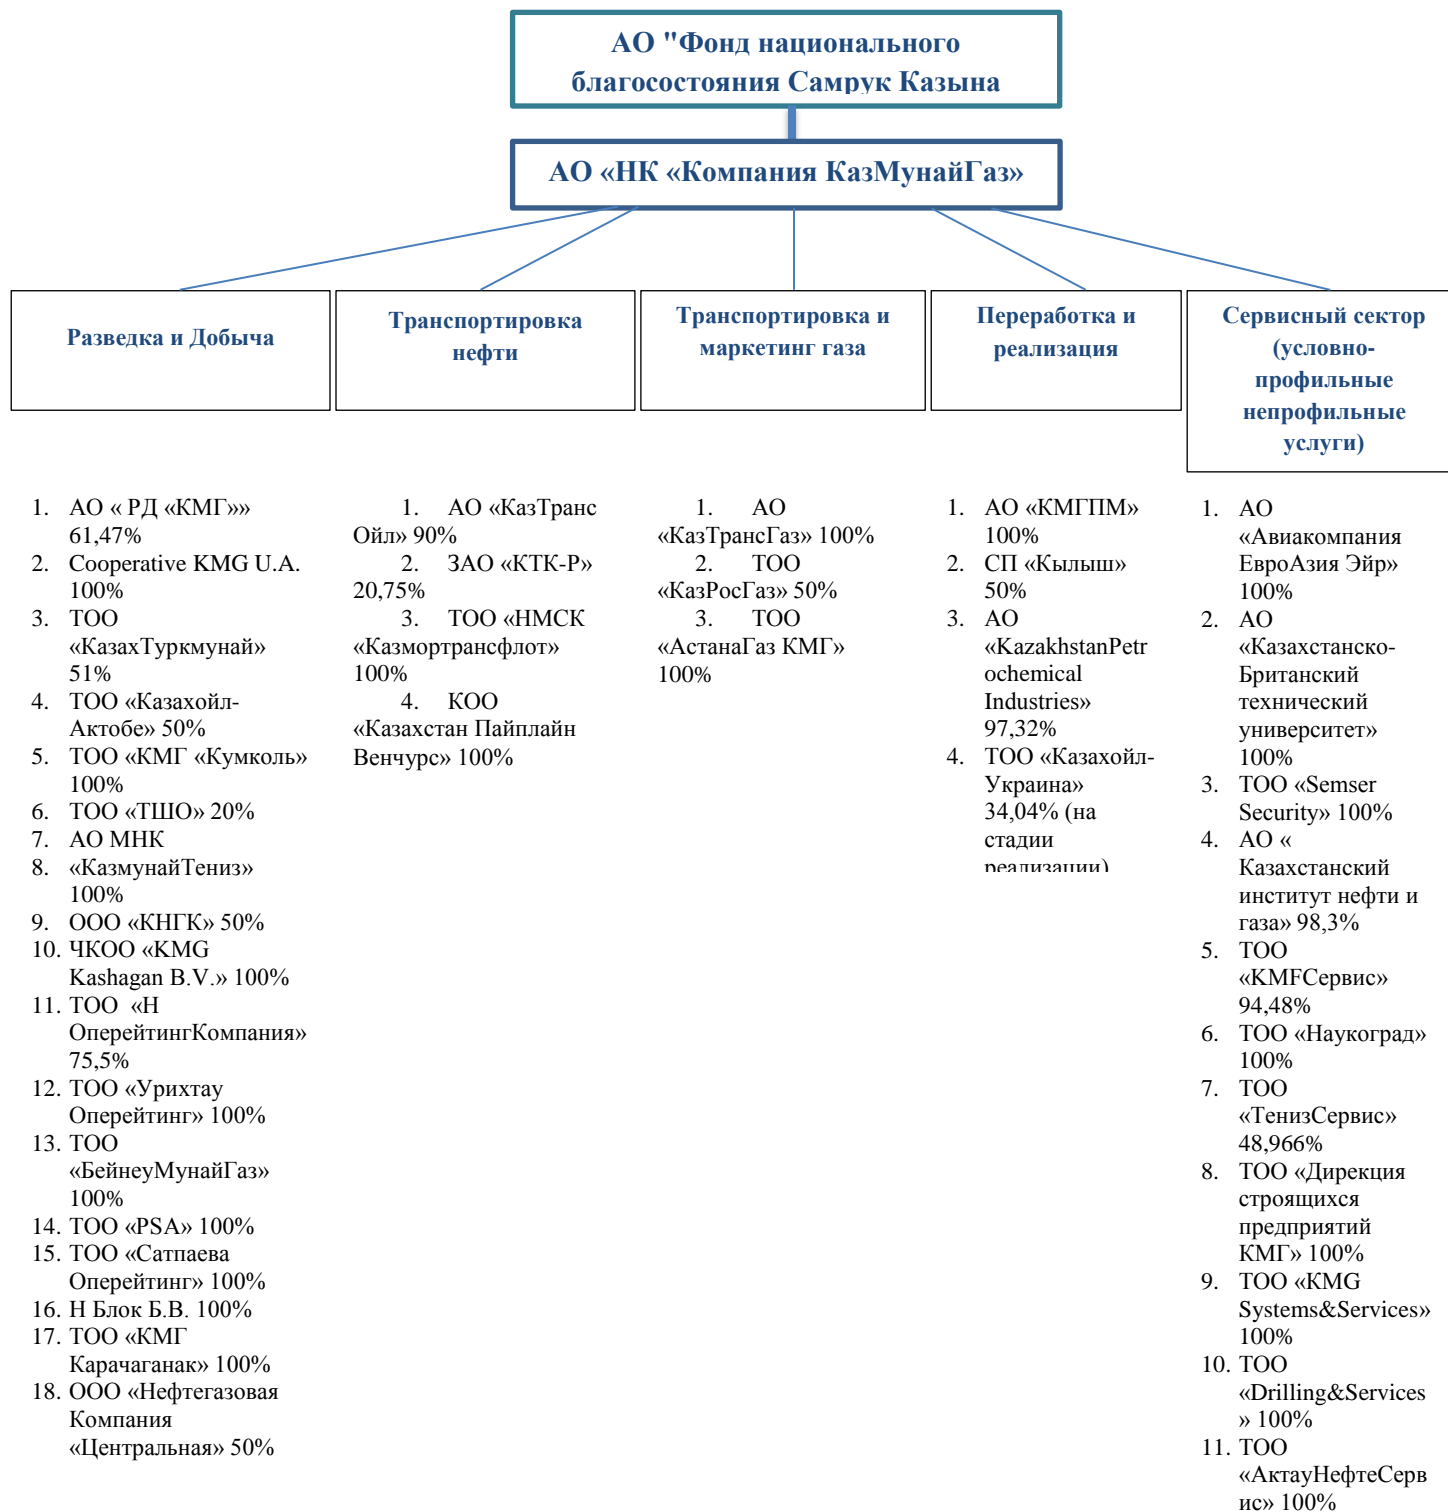 АО "Фонд национального
благосостояния Самрук Казына
АО «НК «Компания КазМунайГаз»
Разведка и Добыча
Транспортировка
нефти
Транспортировка и
маркетинг газа
Переработка и
реализация
Сервисный сектор
(условно-
профильные
непрофильные
услуги)
1. АО « РД «КМГ»»
61,47%
2. Cooperative KMG U.A.
100%
3. ТОО
«КазахТуркмунай»
51%
4. ТОО «Казахойл-
Актобе» 50%
5. ТОО «КМГ «Кумколь»
100%
6. ТОО «ТШО» 20%
7. АО МНК
8. «КазмунайТениз»
100%
9. ООО «КНГК» 50%
10. ЧКОО «KMG
Kashagan B.V.» 100%
11. ТОО «Н
ОперейтингКомпания»
75,5%
12. ТОО «Урихтау
Оперейтинг» 100%
13. ТОО
«БейнеуМунайГаз»
100%
14. ТОО «PSA» 100%
15. ТОО «Сатпаева
Оперейтинг» 100%
16. Н Блок Б.В. 100%
17. ТОО «КМГ
Карачаганак» 100%
18. ООО «Нефтегазовая
Компания
«Центральная» 50%
1. АО «КазТранс
Ойл» 90%
2. ЗАО «КТК-Р»
20,75%
3. ТОО «НМСК
«Казмортрансфлот»
100%
4. КОО
«Казахстан Пайплайн
Венчурс» 100%
1. АО
«КазТрансГаз» 100%
2. ТОО
«КазРосГаз» 50%
3. ТОО
«АстанаГаз КМГ»
100%
1. АО «КМГПМ»
100%
2. СП «Кылыш»
50%
3. АО
«KazakhstanPetr
ochemical
Industries»
97,32%
4. ТОО «Казахойл-
Украина»
34,04% (на
стадии
реализации)
1. АО
«Авиакомпания
ЕвроАзия Эйр»
100%
2. АО
«Казахстанско-
Британский
технический
университет»
100%
3. ТОО «Semser
Security» 100%
4. АО «
Казахстанский
институт нефти и
газа» 98,3%
5. ТОО
«KMFСервис»
94,48%
6. ТОО «Наукоград»
100%
7. ТОО
«ТенизСервис»
48,966%
8. ТОО «Дирекция
строящихся
предприятий
КМГ» 100%
9. ТОО «KMG
Systems&Services»
100%
10. ТОО
«Drilling&Services
» 100%
11. ТОО
«АктауНефтеСерв
ис» 100%